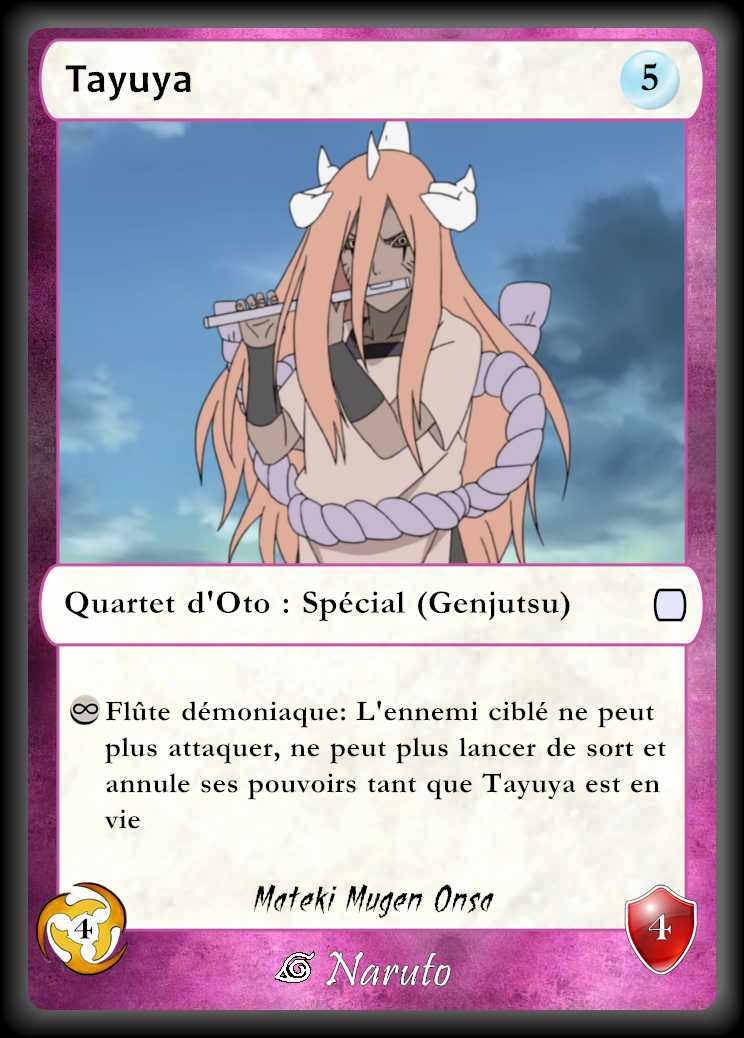 Tayuya
5
Quartet d'Oto : Spécial (Genjutsu)
∞ Flûte démoniaque: L'ennemi ciblé ne peut
plus attaquer, ne peut plus lancer de sort et
annule ses pouvoirs tant que Tayuya est en
vie
Mateki Mugen Onsa
4
4
Naruto